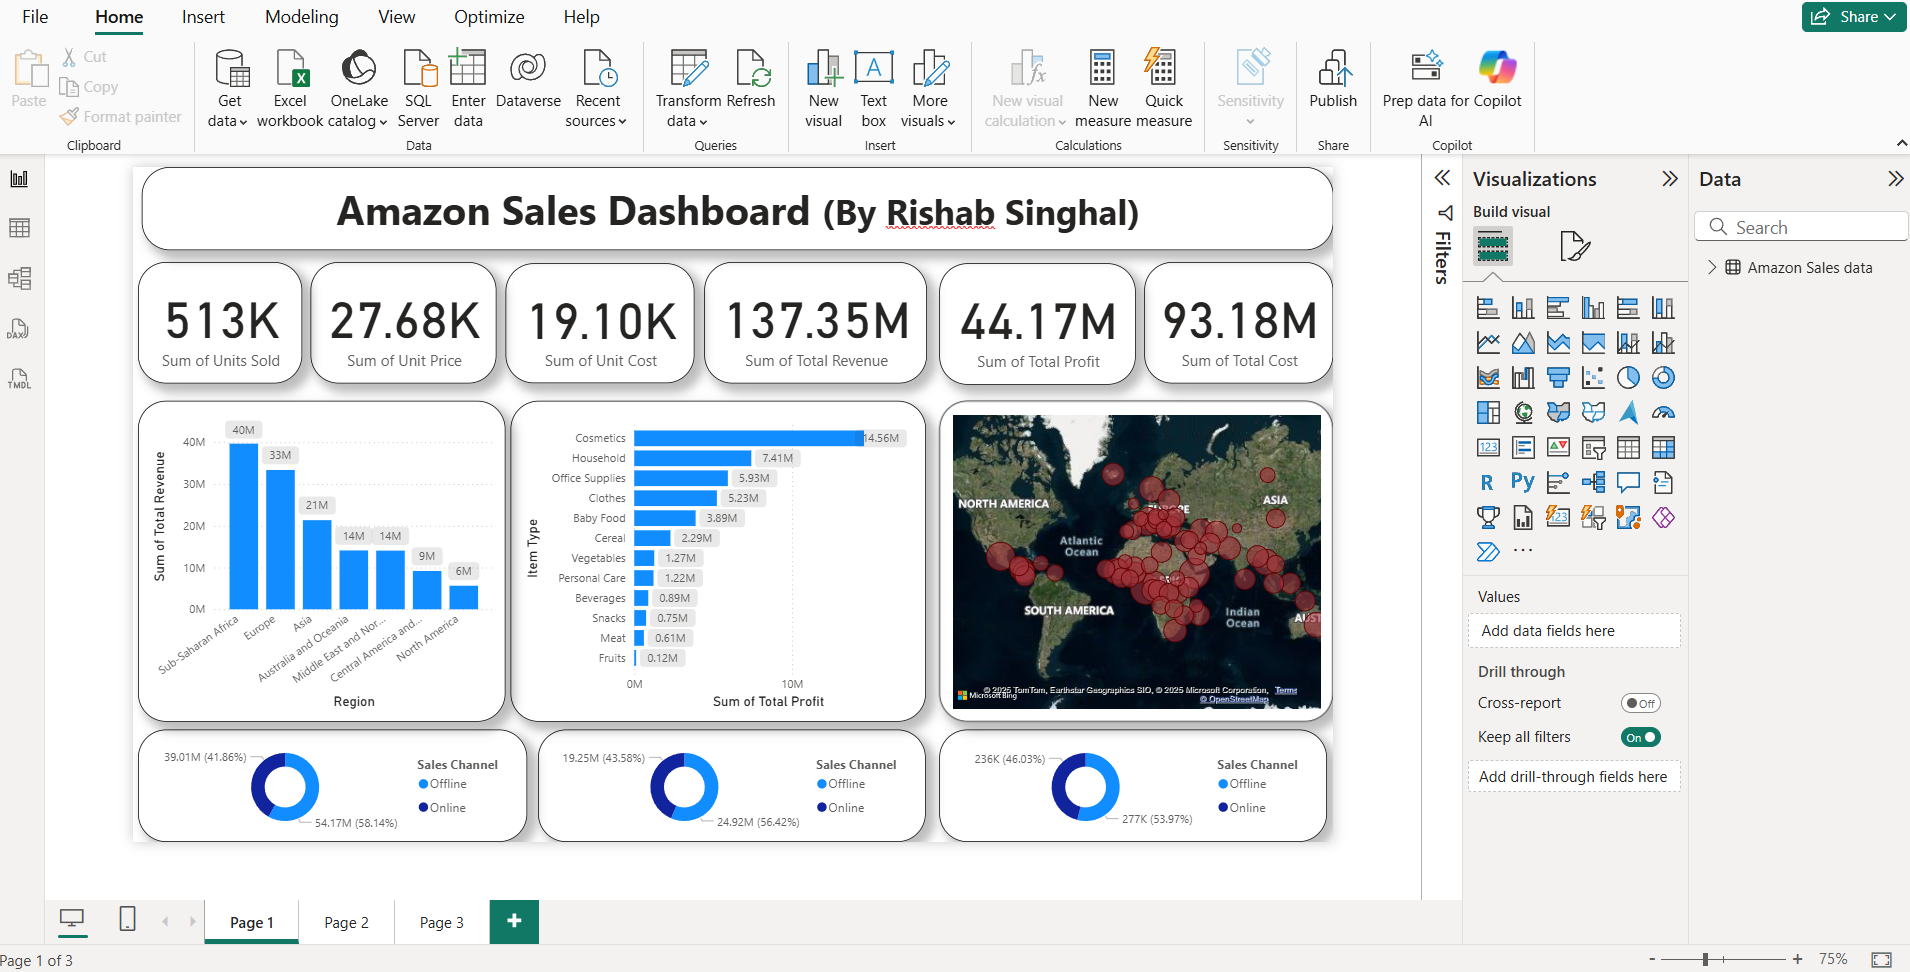 File Home Insert Modeling View Optimize Help
Share
Paste
Cut
Copy
Format painter
Clipboard
Get data
Excel workbook
OneLake catalog
SQL Server
Enter data
Dataverse
Recent sources
Data
Transform data
Refresh
Queries
New visual
Text box
More visuals
Insert
New visual calculation
New measure
Quick measure
Calculations
Sensitivity
Sensitivity
Publish
Share
Prep data for AI
Copilot
Copilot
DAX
TMDL
Amazon Sales Dashboard (By Rishab Singhal)
513K
Sum of Units Sold
27.68K
Sum of Unit Price
19.10K
Sum of Unit Cost
137.35M
Sum of Total Revenue
44.17M
Sum of Total Profit
93.18M
Sum of Total Cost
Sum of Total Revenue
40M
30M
20M
10M
0M
40M
33M
21M
14M
14M
9M
6M
Sub-Saharan Africa
Europe
Asia
Australia and Oceania
Middle East and Nor...
Central America and...
North America
Region
Item Type
Cosmetics 14.56M
Household 7.41M
Office Supplies 5.93M
Clothes 5.23M
Baby Food 3.89M
Cereal 2.29M
Vegetables 1.27M
Personal Care 1.22M
Beverages 0.89M
Snacks 0.75M
Meat 0.61M
Fruits 0.12M
0M 10M
Sum of Total Profit
NORTH AMERICA
ASIA
Atlantic Ocean
SOUTH AMERICA
Indian Ocean
Microsoft Bing
© 2025 TomTom, Earthstar Geographics SIO, © 2025 Microsoft Corporation, Terms
© OpenStreetMap
39.01M (41.86%)
54.17M (58.14%)
Sales Channel
Offline
Online
19.25M (43.58%)
24.92M (56.42%)
Sales Channel
Offline
Online
236K (46.03%)
277K (53.97%)
Sales Channel
Offline
Online
Filters
Visualizations
Build visual
123
R
Py
123
...
Values
Add data fields here
Drill through
Cross-report Off
Keep all filters On
Add drill-through fields here
Data
Search
Amazon Sales data
Page 1 Page 2 Page 3 +
Page 1 of 3
- + 75%